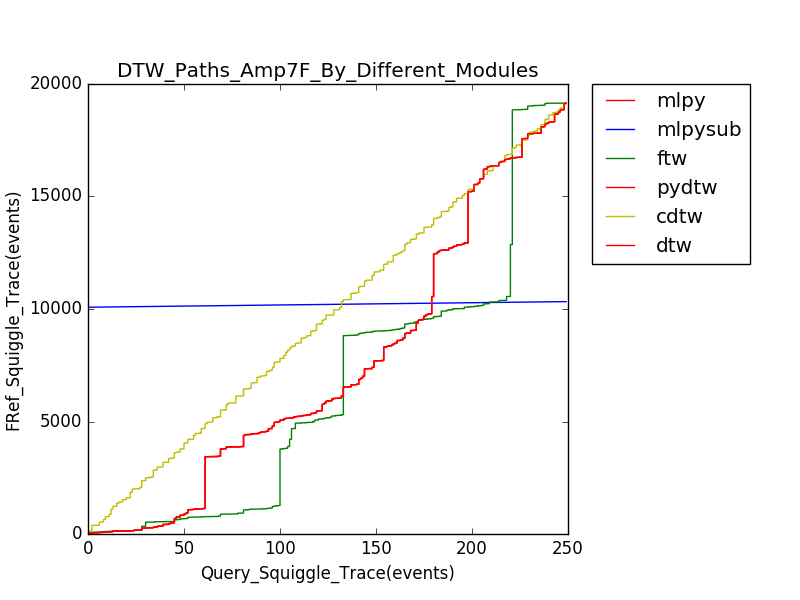 DTW_Paths_Amp7F_By_Different_Modules
20000
15000
10000
5000
0
0 50 100 150 200 250
FRef_Squiggle_Trace(events)
Query_Squiggle_Trace(events)
mlpy
mlpysub
ftw
pydtw
cdtw
dtw